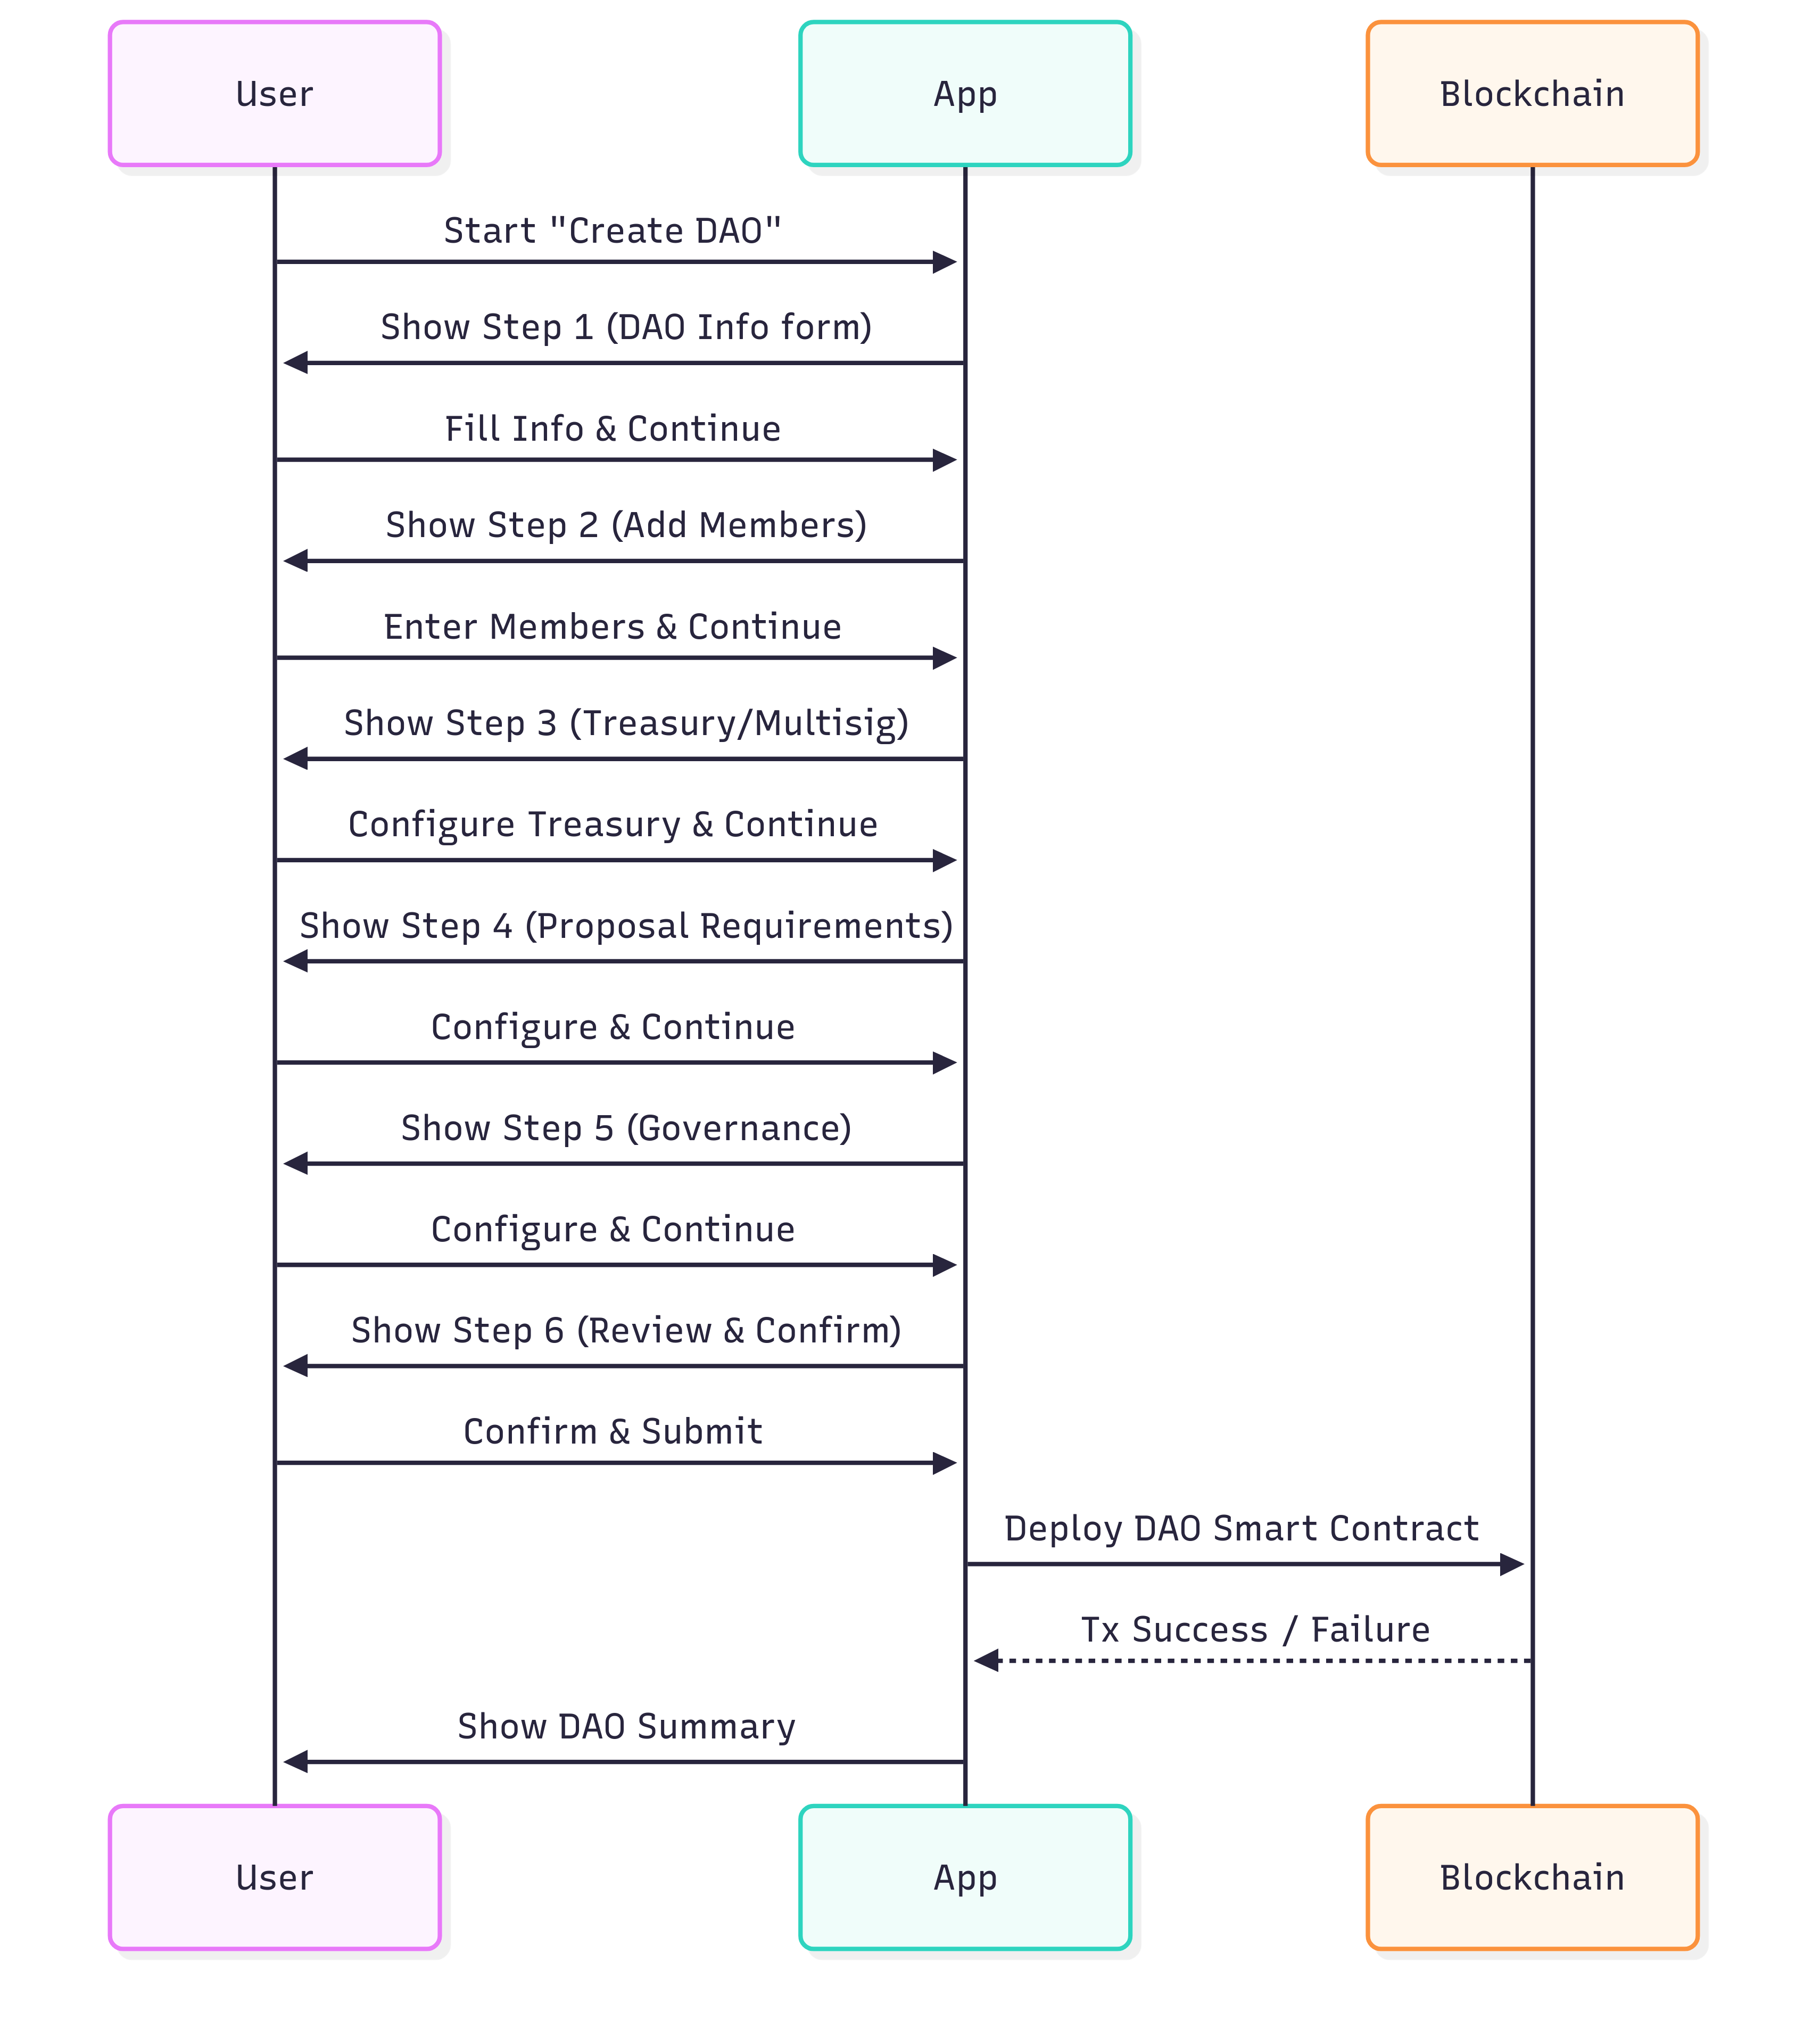 User
App
Blockchain
Start "Create DAO"
Show Step 1 (DAO Info form)
Fill Info & Continue
Show Step 2 (Add Members)
Enter Members & Continue
Show Step 3 (Treasury/Multisig)
Configure Treasury & Continue
Show Step 4 (Proposal Requirements)
Configure & Continue
Show Step 5 (Governance)
Configure & Continue
Show Step 6 (Review & Confirm)
Confirm & Submit
Deploy DAO Smart Contract
Tx Success / Failure
Show DAO Summary
User
App
Blockchain